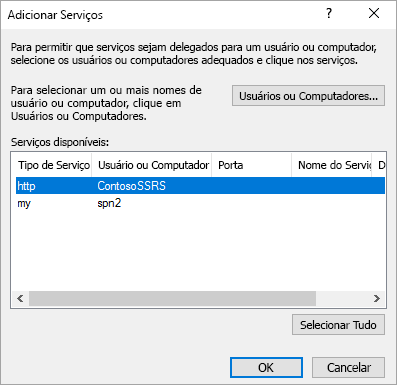 Adicionar Serviços
Para permitir que serviços sejam delegados para um usuário ou computador,
selecione os usuários ou computadores adequados e clique nos serviços.
Para selecionar um ou mais nomes de
usuário ou computador, clique em
Usuários ou Computadores.
Usuários ou Computadores...
Serviços disponíveis:
Tipo de Serviço Usuário ou Computador Porta Nome do Serviç D
http ContosoSSRS
my spn2
Selecionar Tudo
OK Cancelar